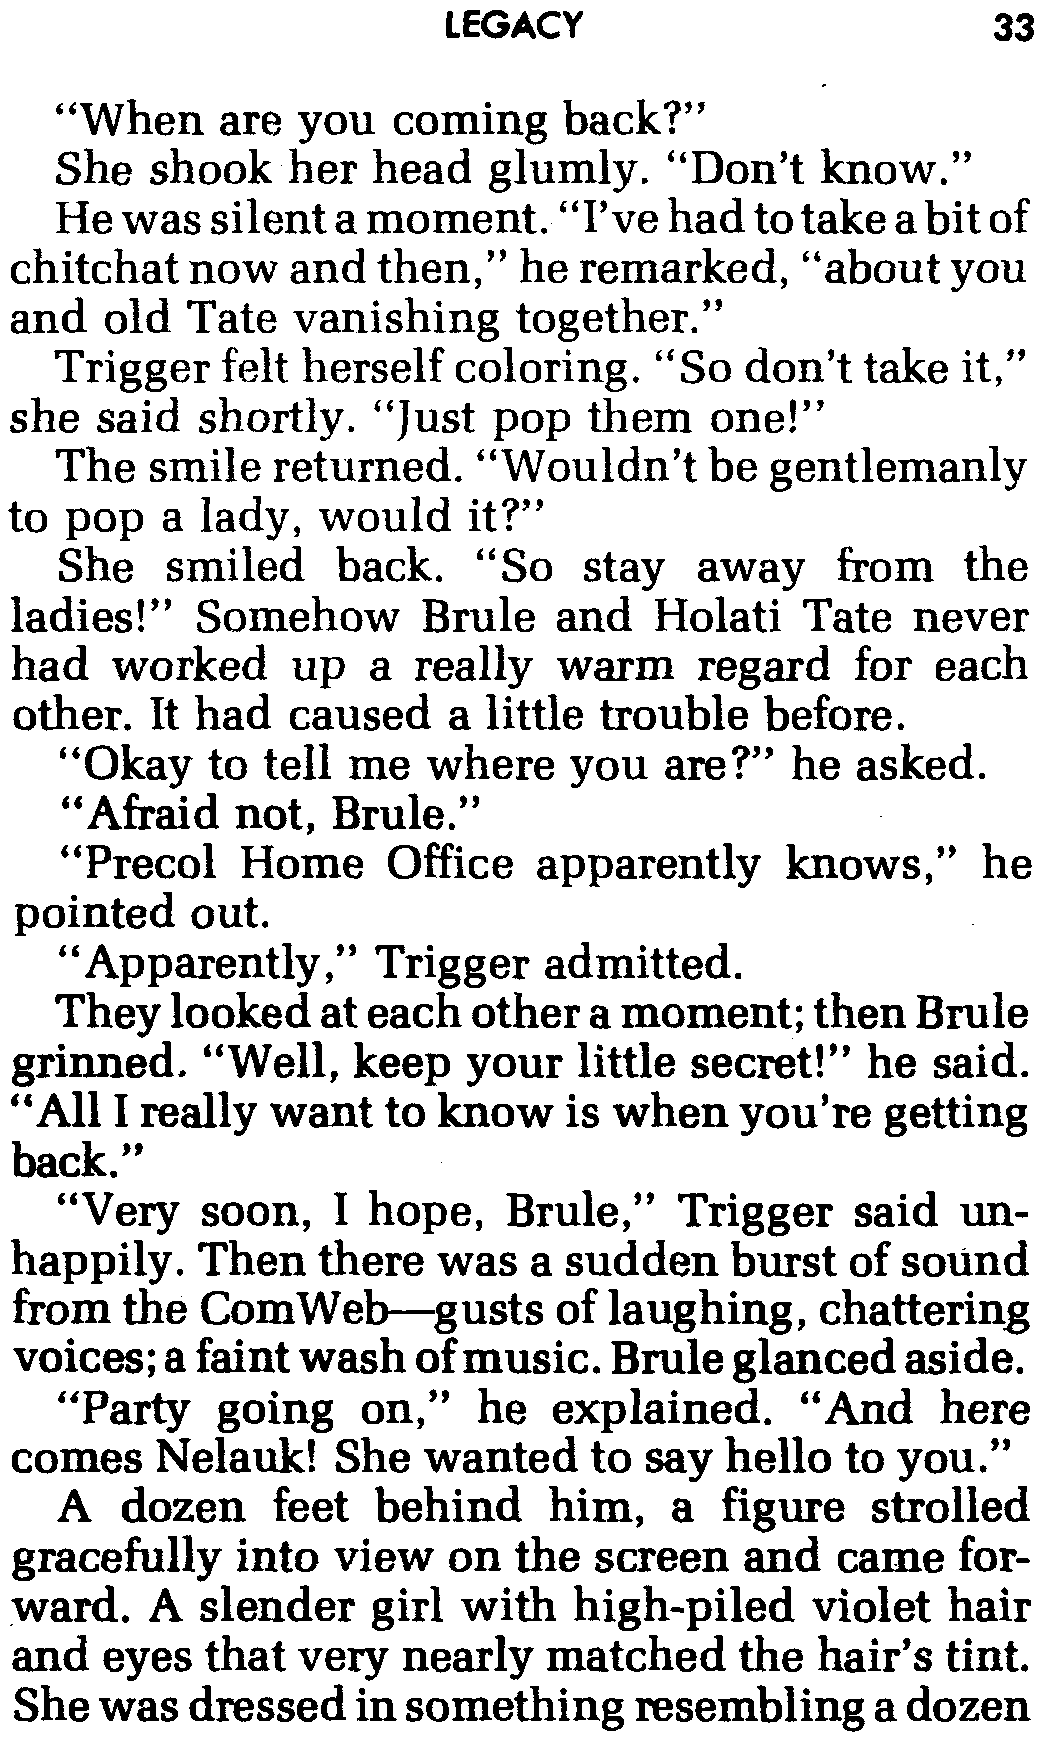 LEGACY 33
“When are you coming back?”
She shook her head glumly. “Don't know.”
He was silent a moment. “I've had to take a bit of
chitchat now and then,” he remarked, “about you
and old Tate vanishing together.”
Trigger felt herself coloring. “So don't take it,”
she said shortly. “Just pop them one!”
The smile returned. “Wouldn't be gentlemanly
to pop a lady, would it?”
She smiled back. “So stay away from the
ladies!” Somehow Brule and Holati Tate never
had worked up a really warm regard for each
other. It had caused a little trouble before.
“Okay to tell me where you are?” he asked.
“Afraid not, Brule.”
“Precol Home Office apparently knows,” he
pointed out.
“Apparently,” Trigger admitted.
They looked at each other a moment; then Brule
grinned. “Well, keep your little secret!” he said.
“All I really want to know is when you're getting
back.”
“Very soon, I hope, Brule,” Trigger said un-
happily. Then there was a sudden burst of sound
from the ComWeb—gusts of laughing, chattering
voices; a faint wash of music. Brule glanced aside.
“Party going on,” he explained. “And here
comes Nelauk! She wanted to say hello to you.”
A dozen feet behind him, a figure strolled
gracefully into view on the screen and came for-
ward. A slender girl with high-piled violet hair
and eyes that very nearly matched the hair's tint.
She was dressed in something resembling a dozen